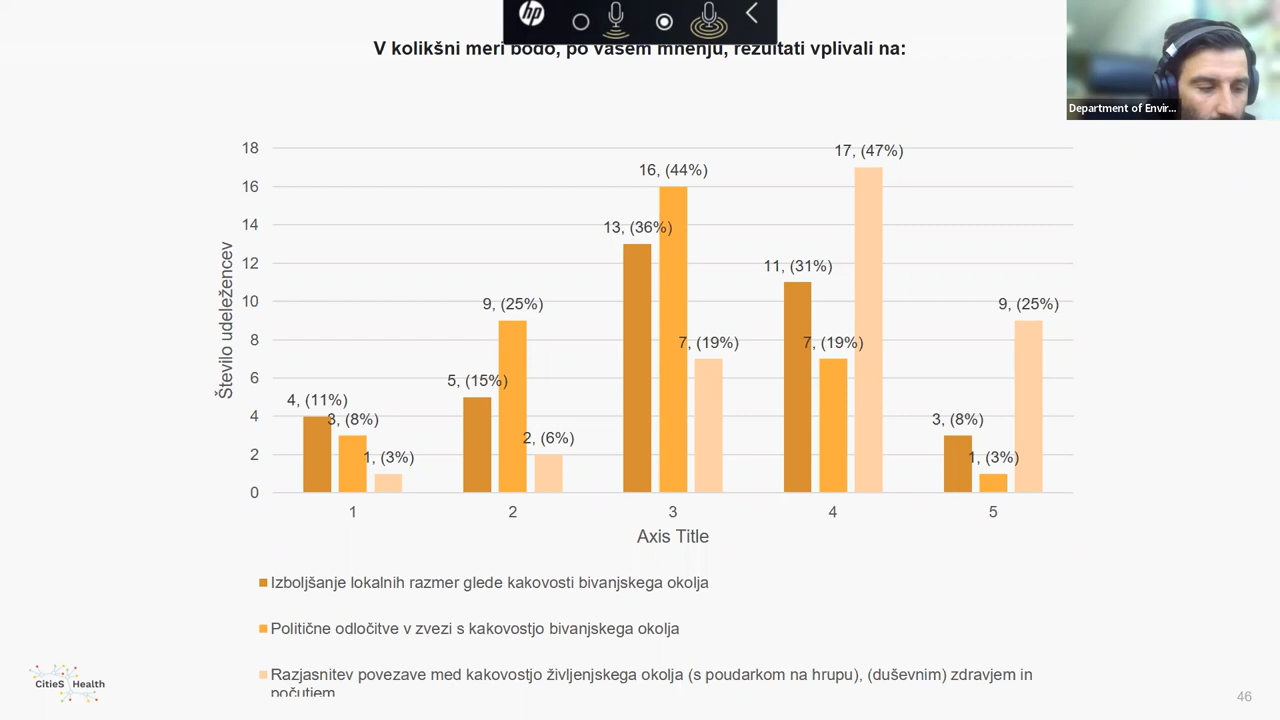 hp
V kolikšni meri bodo, po vašem mnenju, rezultati vplivali na:
Department of Envir...
18
16
14
12
10
8
6
4
2
0
Število udeležencev
4, (11%)
3, (8%)
1, (3%)
5, (15%)
9, (25%)
2, (6%)
13, (36%)
16, (44%)
7, (19%)
11, (31%)
7, (19%)
17, (47%)
3, (8%)
1, (3%)
9, (25%)
1 2 3 4 5
Axis Title
Izboljšanje lokalnih razmer glede kakovosti bivanjskega okolja
Politične odločitve v zvezi s kakovostjo bivanjskega okolja
Razjasnitev povezave med kakovostjo življenjskega okolja (s poudarkom na hrupu), (duševnim) zdravjem in
počutjem
CitieS Health
46